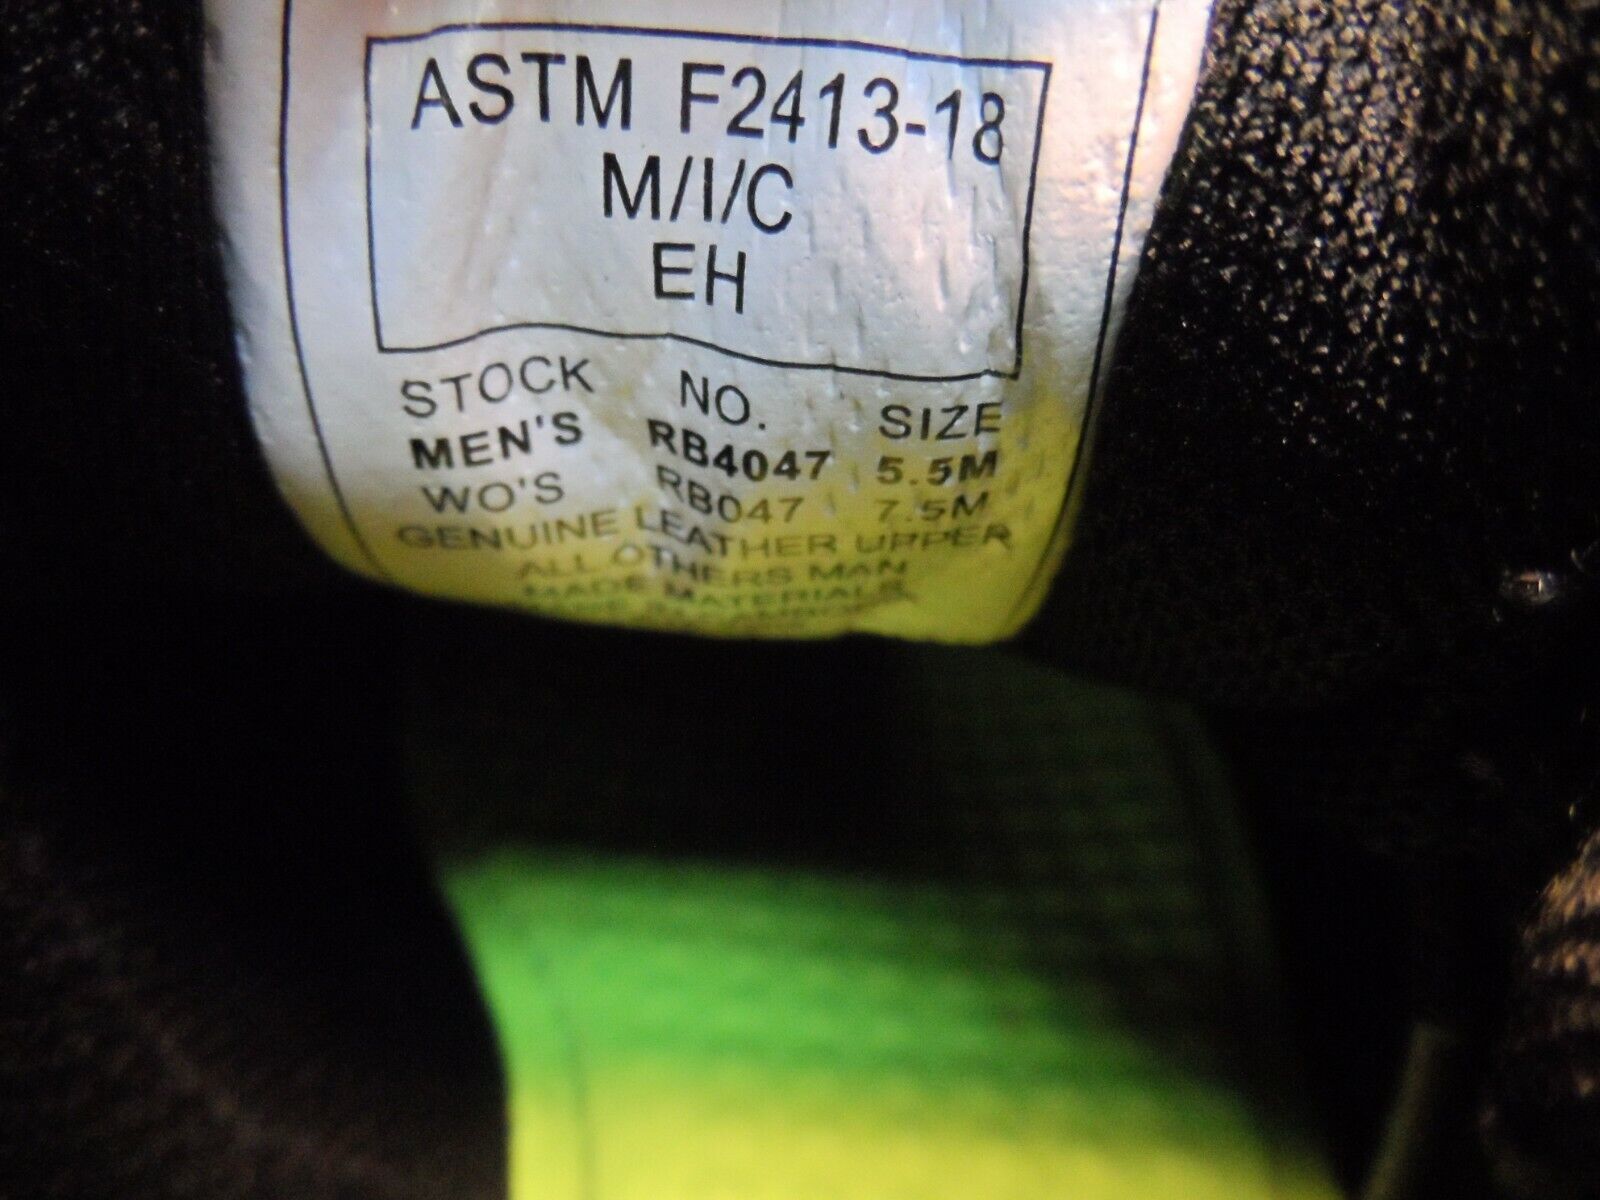 ASTM F2413-18
M/I/C
EH
STOCK NO. SIZE
MEN'S RB4047 5.5M
WO'S RB047 7.5M
GENUINE LEATHER UPPER
ALL OTHERS MAN
MADE MATERIALS